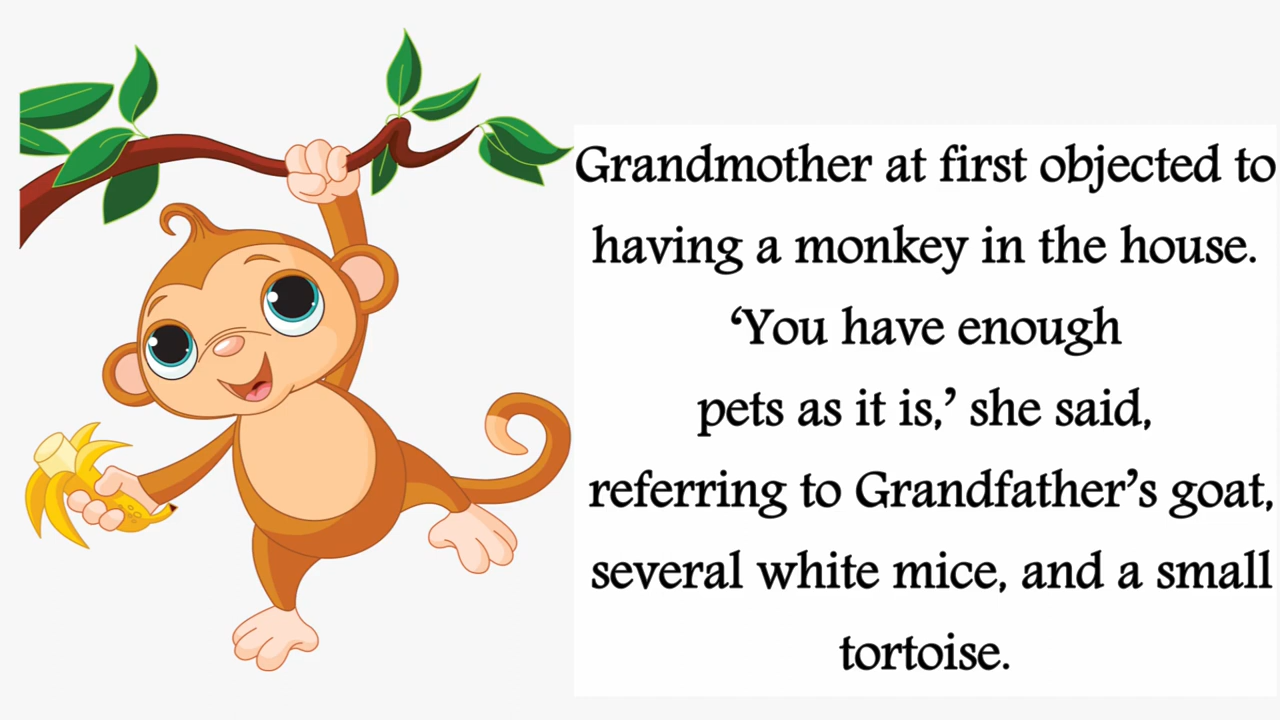 Grandmother at first objected to
having a monkey in the house.
‘You have enough
pets as it is,’ she said,
referring to Grandfather’s goat,
several white mice, and a small
tortoise.